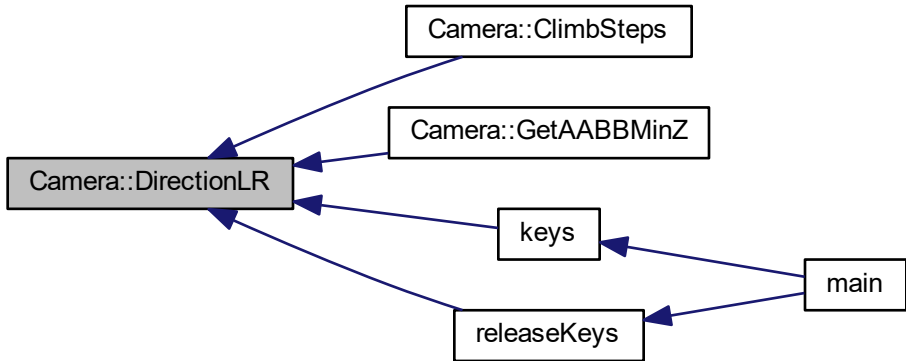 Camera::ClimbSteps
Camera::GetAABBMinZ
Camera::DirectionLR
keys
main
releaseKeys